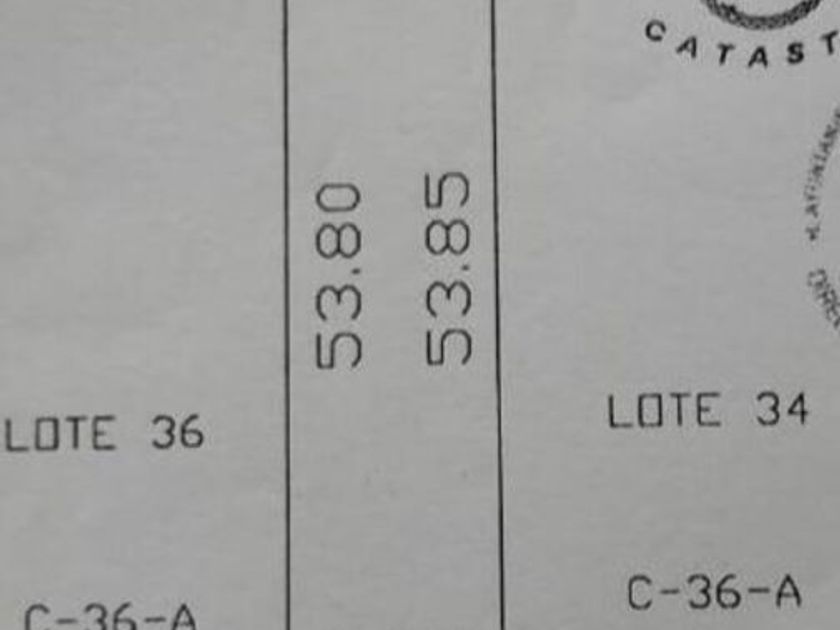 CATAST
53.80
53.85
LOTE 36
LOTE 34
C-36-A
C-36-A